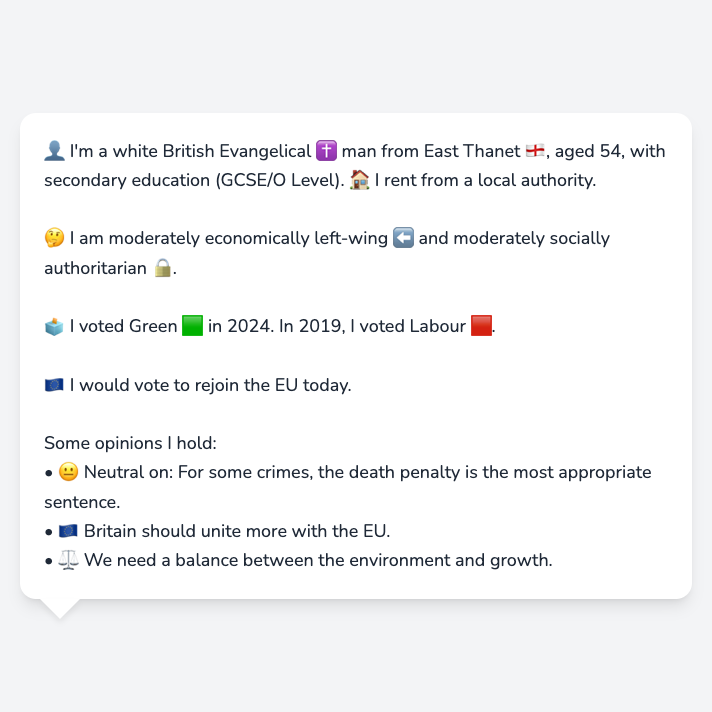 👤 I'm a white British Evangelical ✝️ man from East Thanet 🏴󠁧󠁢󠁥󠁮󠁧󠁿, aged 54, with
secondary education (GCSE/O Level). 🏠 I rent from a local authority.
🤔 I am moderately economically left-wing ⬅️ and moderately socially
authoritarian 🔒.
🗳️ I voted Green 🟩 in 2024. In 2019, I voted Labour 🟥.
🇪🇺 I would vote to rejoin the EU today.
Some opinions I hold:
• 😐 Neutral on: For some crimes, the death penalty is the most appropriate
sentence.
• 🇪🇺 Britain should unite more with the EU.
• ⚖️ We need a balance between the environment and growth.